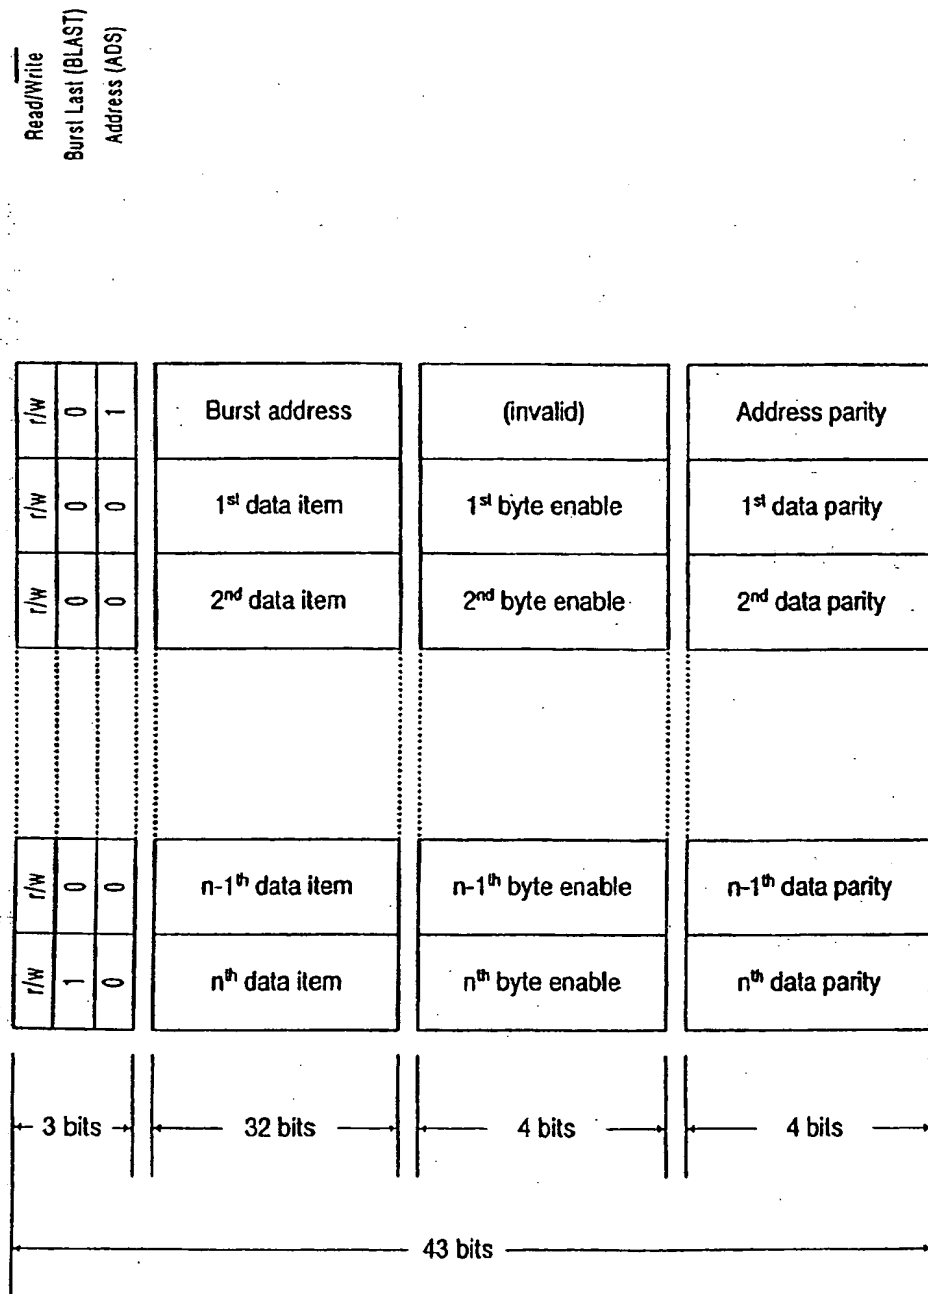 Read/Write
Burst Last (BLAST)
Address (ADS)
r/w 0 1 Burst address (invalid) Address parity
r/w 0 0 1st data item 1st byte enable 1st data parity
r/w 0 0 2nd data item 2nd byte enable 2nd data parity
r/w 0 0 n-1th data item n-1th byte enable n-1th data parity
r/w 1 0 nth data item nth byte enable nth data parity
3 bits 32 bits 4 bits 4 bits
43 bits